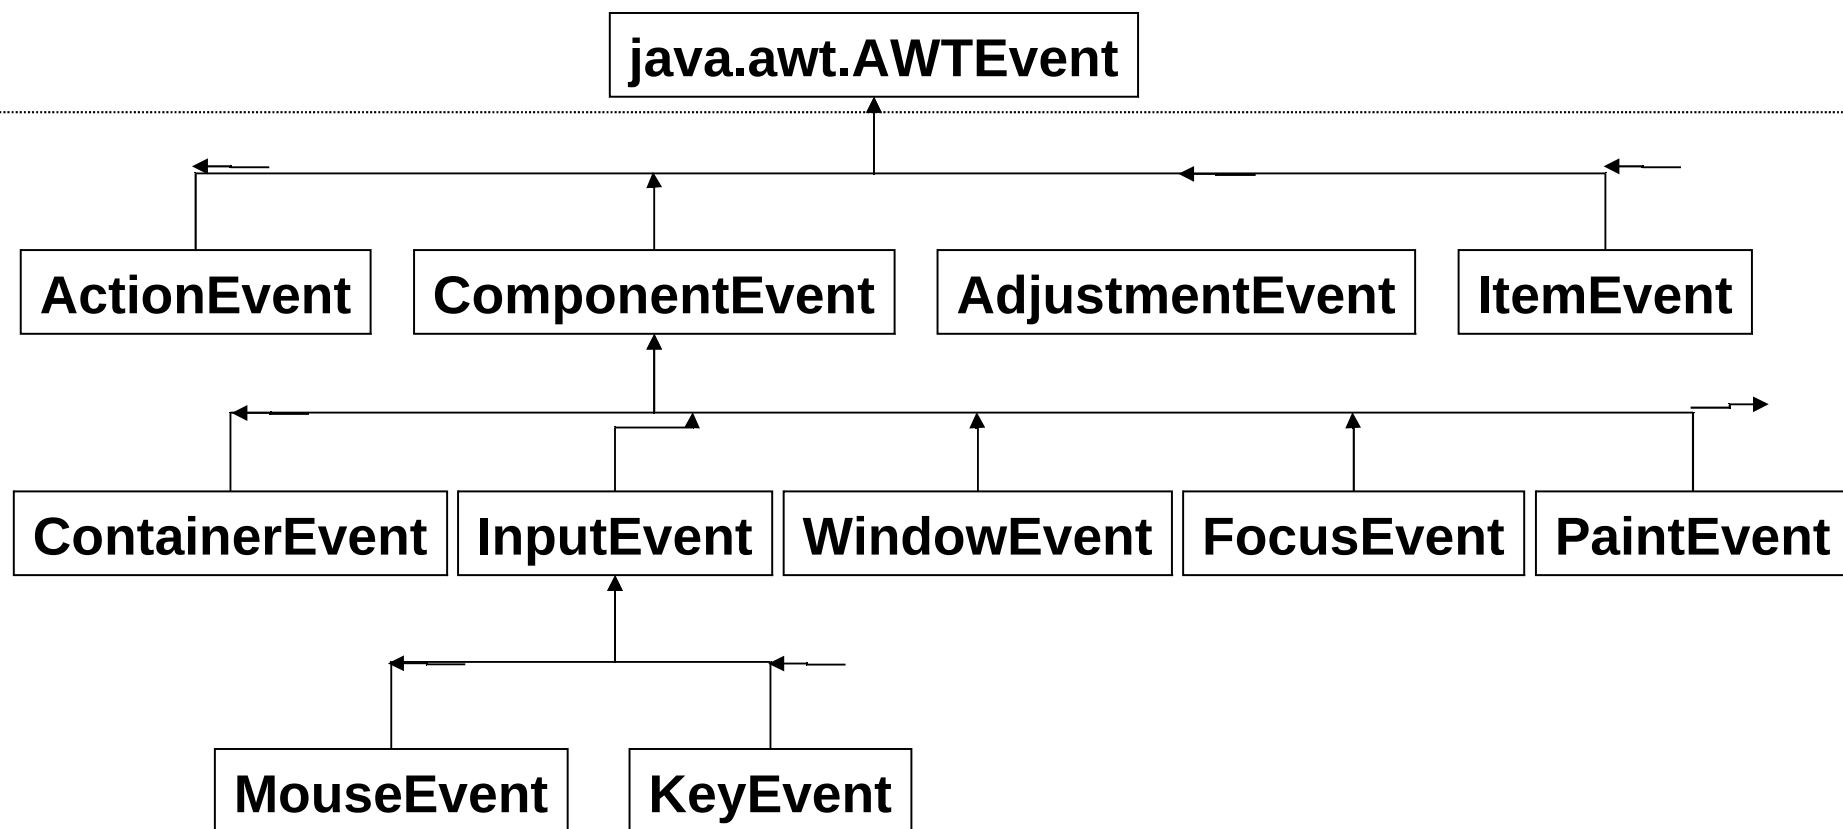 java.awt.AWTEvent
ActionEvent ComponentEvent AdjustmentEvent ItemEvent
ContainerEvent InputEvent WindowEvent FocusEvent PaintEvent
MouseEvent KeyEvent